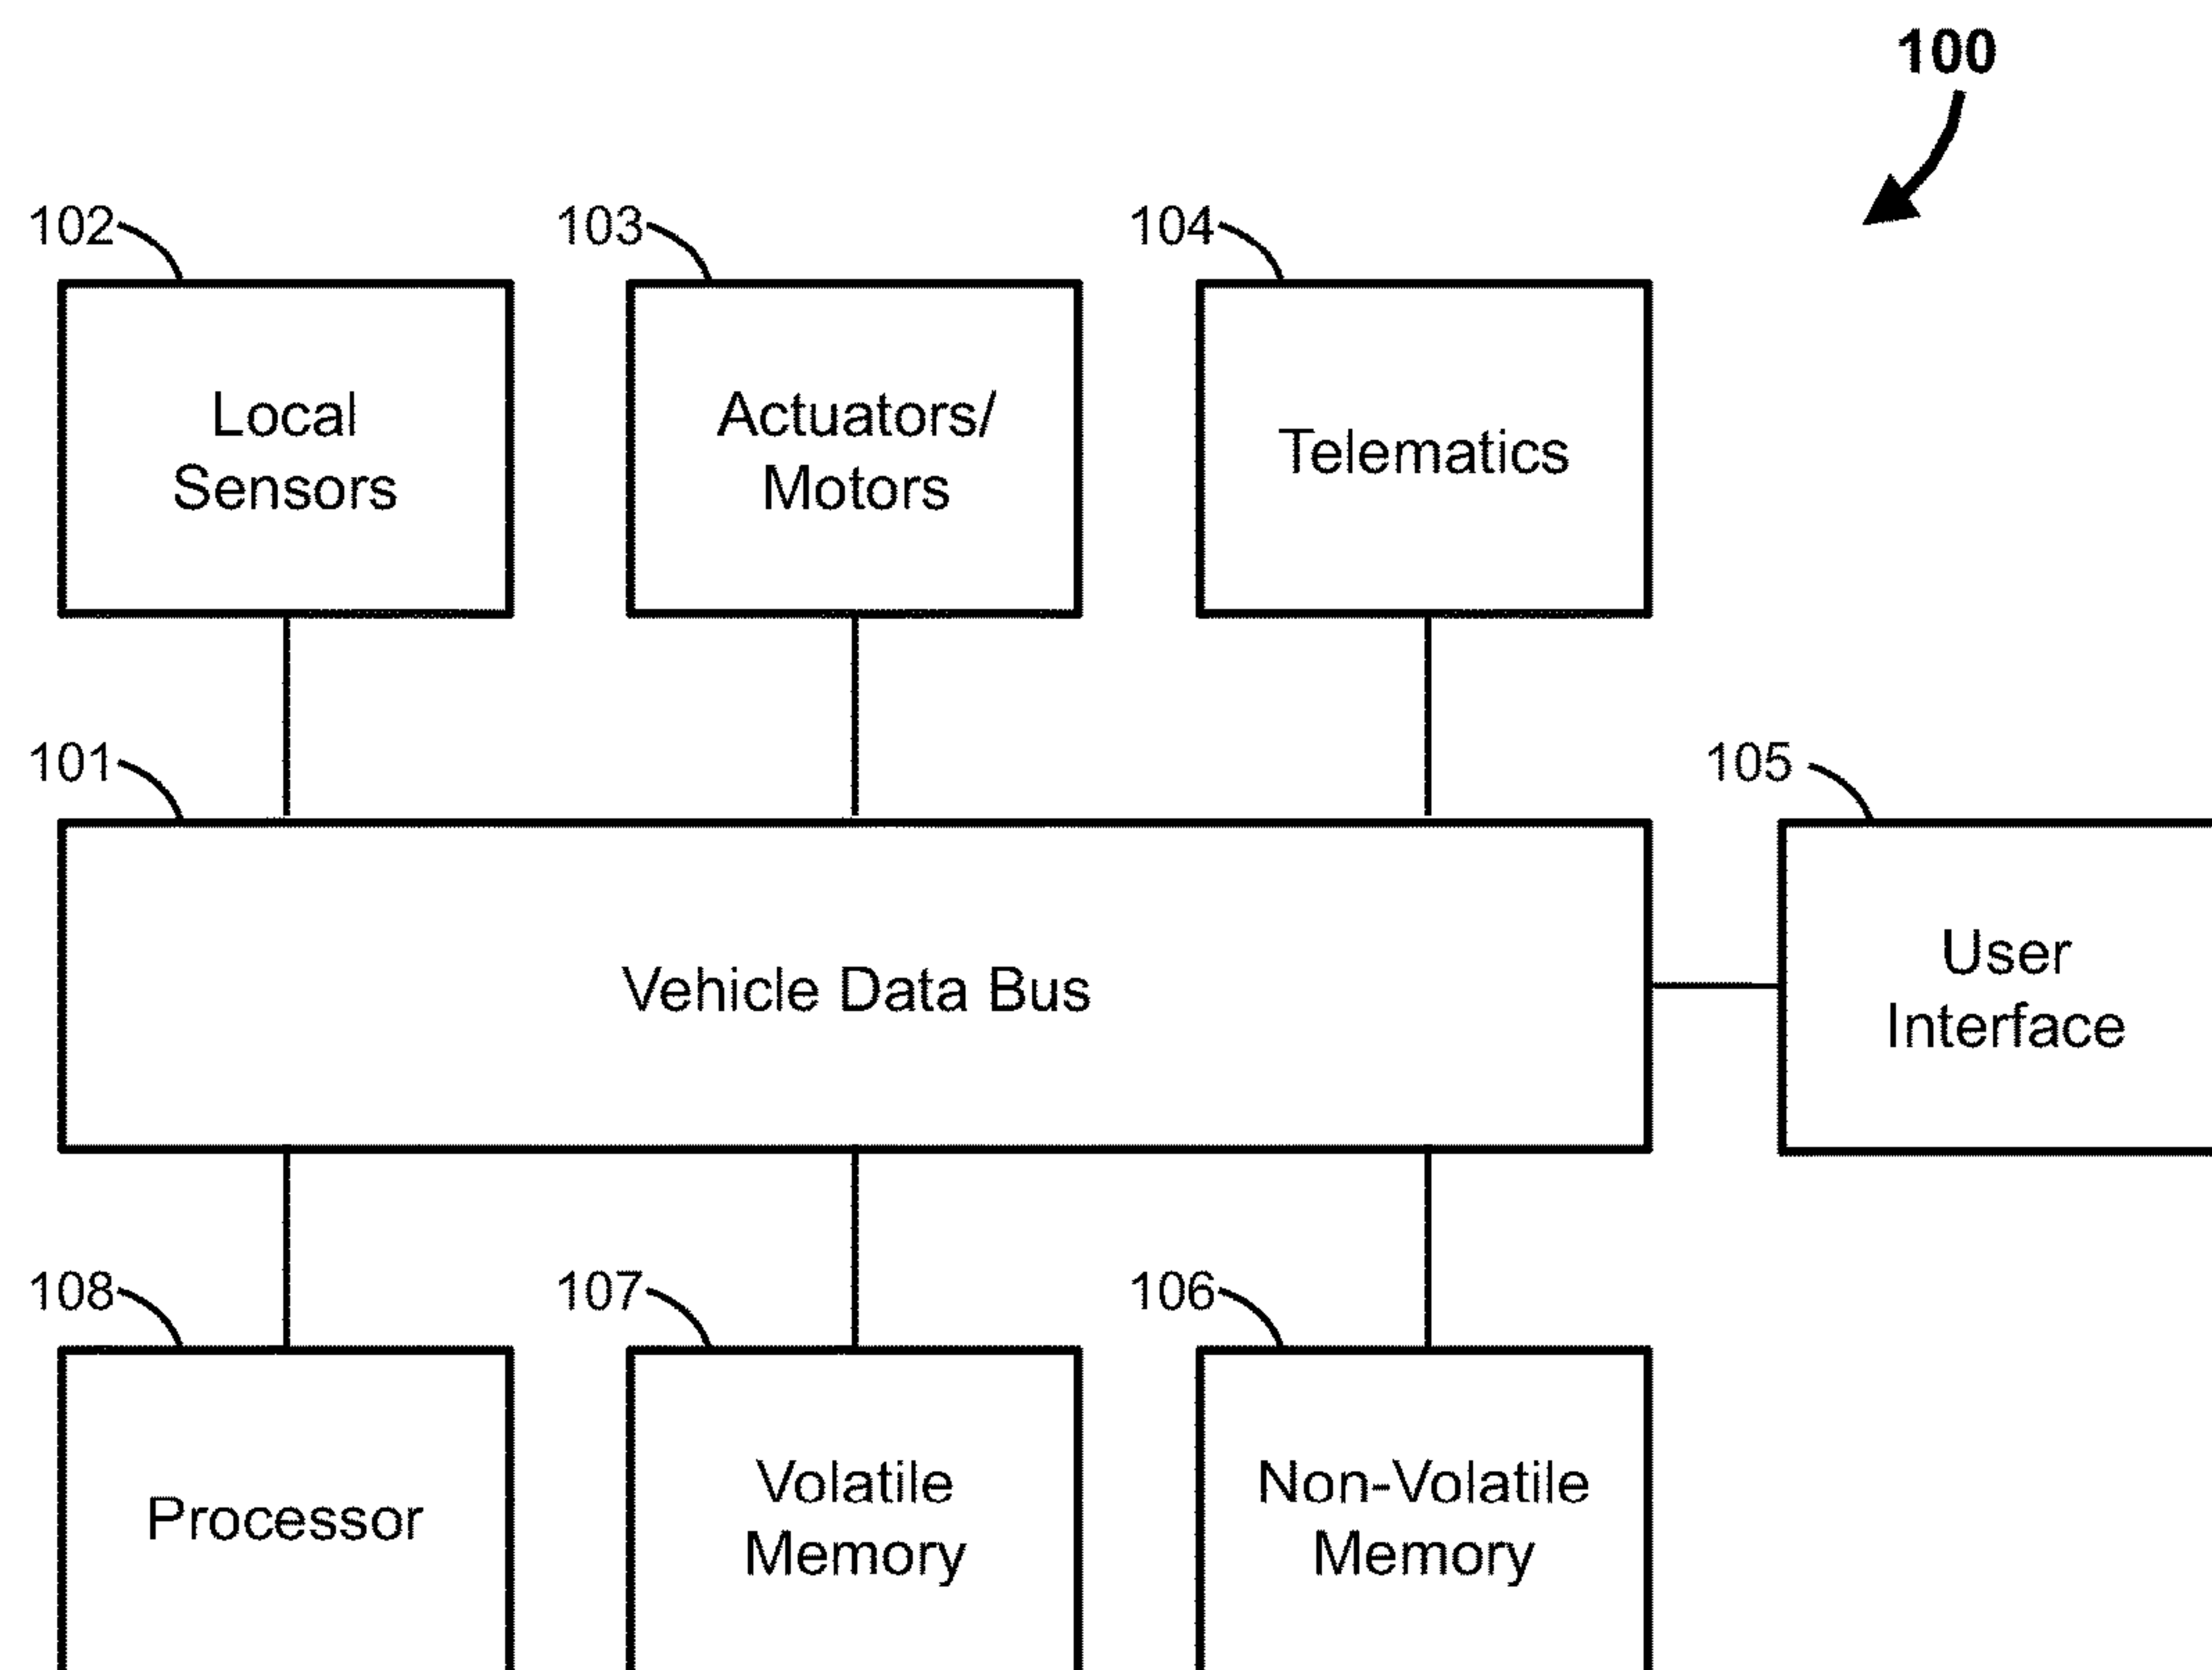 100
102
103
104
Local
Sensors
Actuators/
Motors
Telematics
101
105
Vehicle Data Bus
User
Interface
108
107
106
Processor
Volatile
Memory
Non-Volatile
Memory